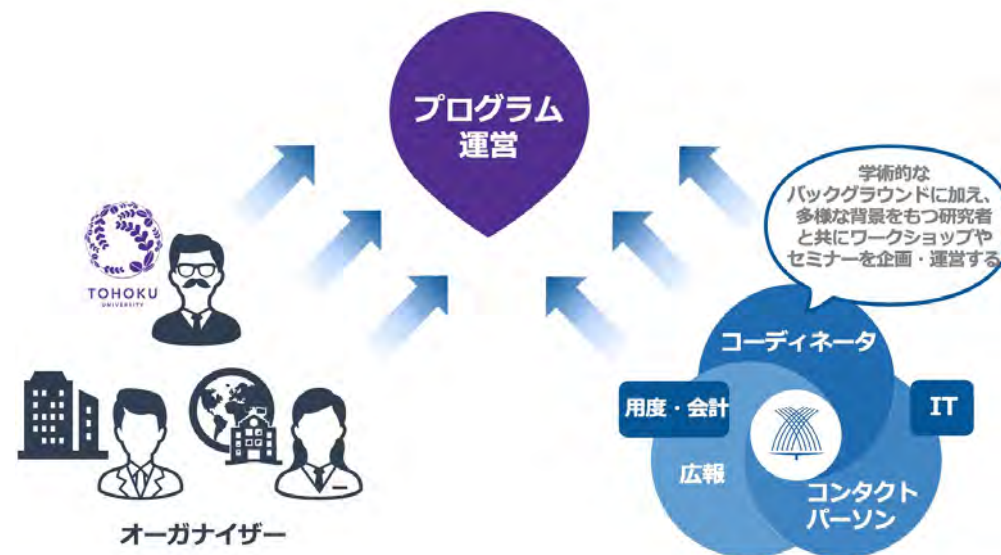 プログラム
運営
学術的な
バックグラウンドに加え、
多様な背景をもつ研究者
と共にワークショップや
セミナーを企画・運営する
TOHOKU
UNIVERSITY
コーディネータ
用度・会計
IT
広報
コンタクト
パーソン
オーガナイザー